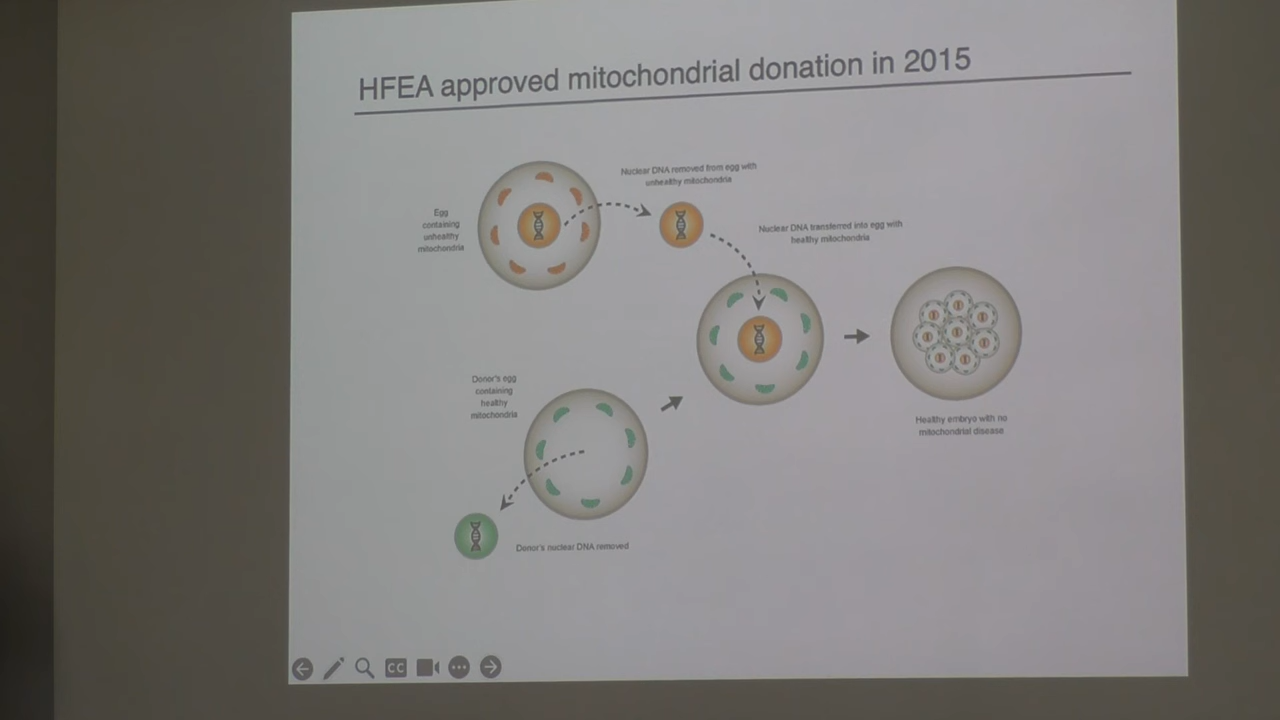 HFEA approved mitochondrial donation in 2015
Nuclear DNA removed from egg with
unhealthy mitochondria
Egg
containing
unhealthy
mitochondria
Nuclear DNA transferred into egg with
healthy mitochondria
Donor's egg
containing
healthy
mitochondria
Healthy embryo with no
mitochondrial disease
Donor's nuclear DNA removed
CC